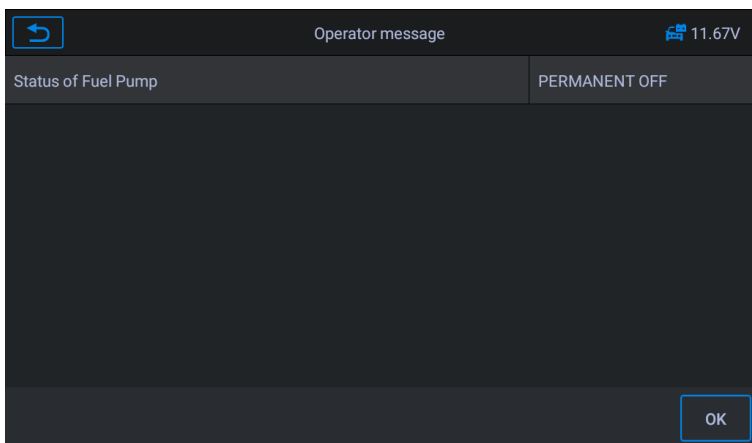 Operator message
11.67V
Status of Fuel Pump
PERMANENT OFF
OK